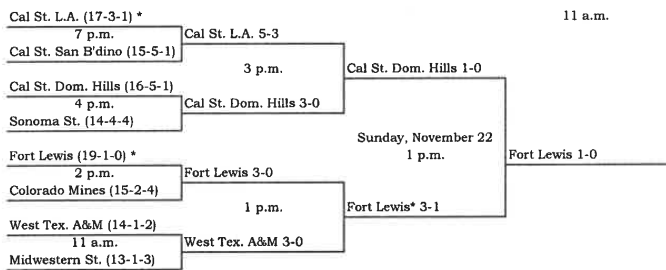 Cal St. L.A. (17-3-1) *
7 p.m.
Cal St. San B'dino (15-5-1)
Cal St. L.A. 5-3
3 p.m.
Cal St. Dom. Hills (16-5-1)
4 p.m.
Sonoma St. (14-4-4)
Cal St. Dom. Hills 3-0
Cal St. Dom. Hills 1-0
11 a.m.
Sunday, November 22
1 p.m.
Fort Lewis 1-0
Fort Lewis (19-1-0) *
2 p.m.
Colorado Mines (15-2-4)
Fort Lewis 3-0
1 p.m.
West Tex. A&M (14-1-2)
11 a.m.
Midwestern St. (13-1-3)
West Tex. A&M 3-0
Fort Lewis* 3-1